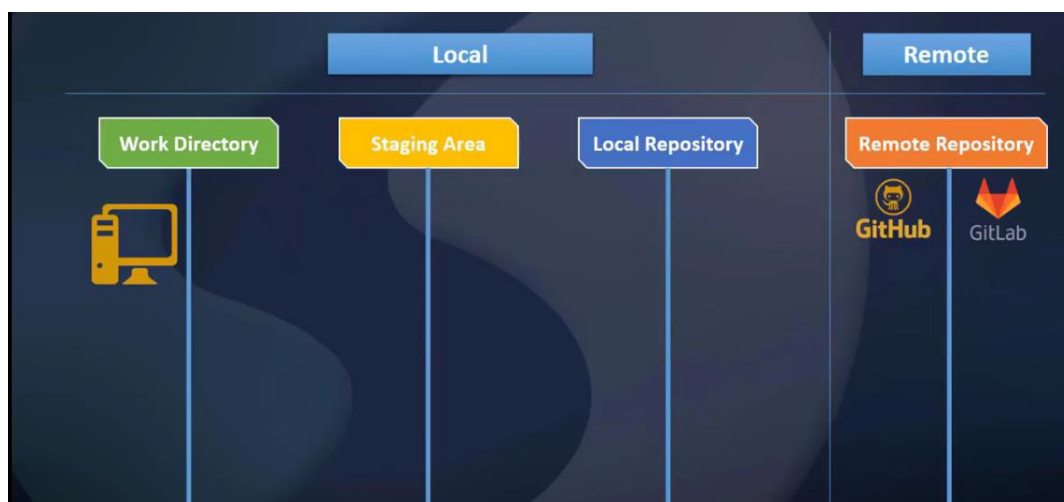 Local
Remote
Work Directory
Staging Area
Local Repository
Remote Repository
GitHub
GitLab